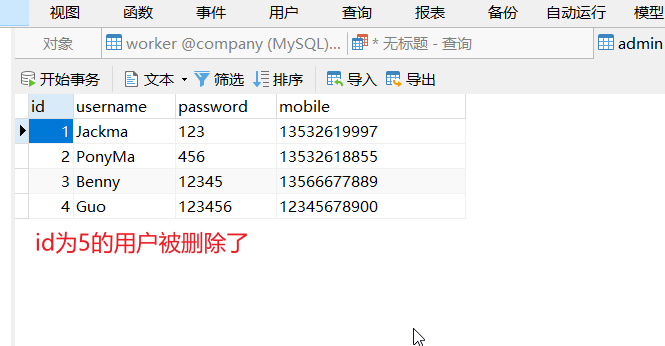 视图 函数 事件 用户 查询 报表 备份 自动运行 模型
对象 worker @company (MySQL)... * 无标题 - 查询 admin
开始事务 文本 筛选 排序 导入 导出
id username password mobile
1 Jackma 123 13532619997
2 PonyMa 456 13532618855
3 Benny 12345 13566677889
4 Guo 123456 12345678900
id为5的用户被删除了